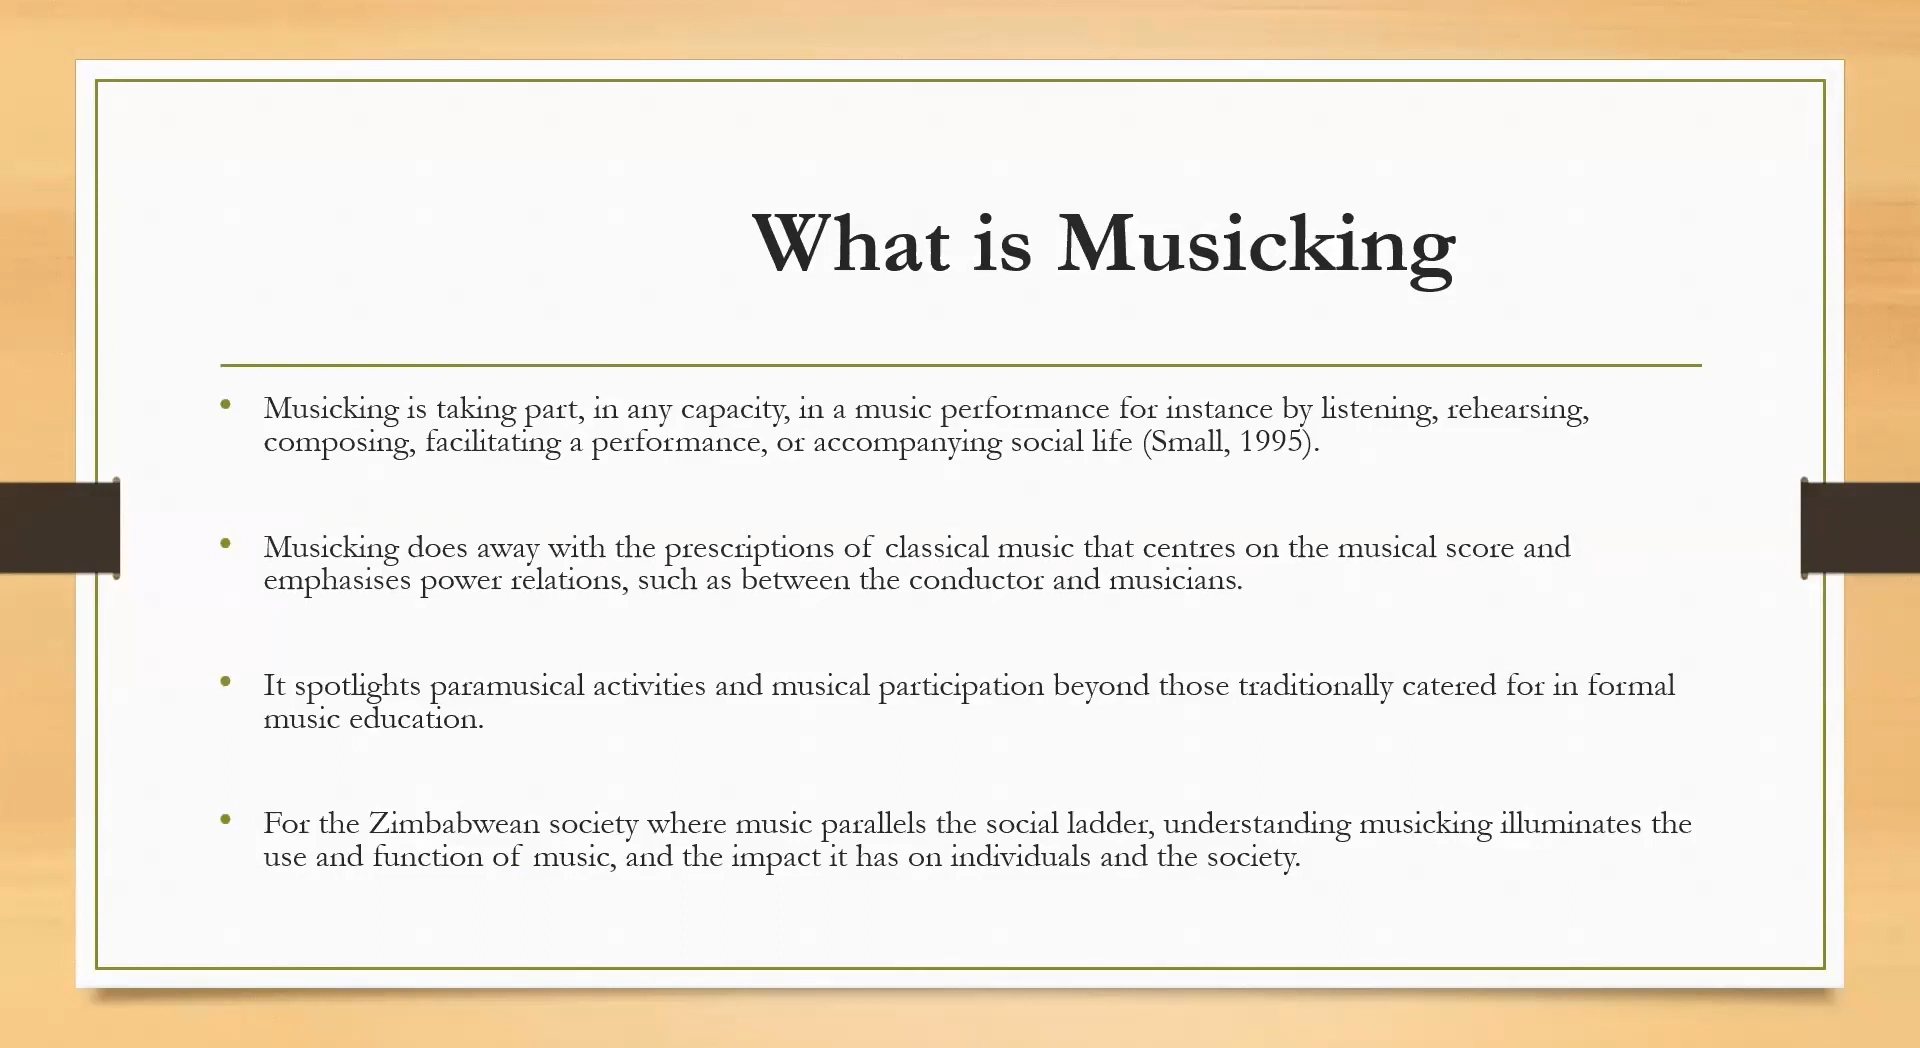 What is Musicking
• Musicking is taking part, in any capacity, in a music performance for instance by listening, rehearsing,
composing, facilitating a performance, or accompanying social life (Small, 1995).
• Musicking does away with the prescriptions of classical music that centres on the musical score and
emphasises power relations, such as between the conductor and musicians.
• It spotlights paramusical activities and musical participation beyond those traditionally catered for in formal
music education.
• For the Zimbabwean society where music parallels the social ladder, understanding musicking illuminates the
use and function of music, and the impact it has on individuals and the society.